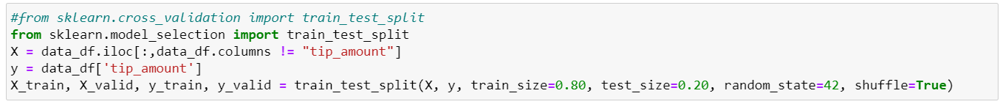 #from sklearn.cross_validation import train_test_split
from sklearn.model_selection import train_test_split
X = data_df.iloc[:,data_df.columns != "tip_amount"]
y = data_df['tip_amount']
X_train, X_valid, y_train, y_valid = train_test_split(X, y, train_size=0.80, test_size=0.20, random_state=42, shuffle=True)